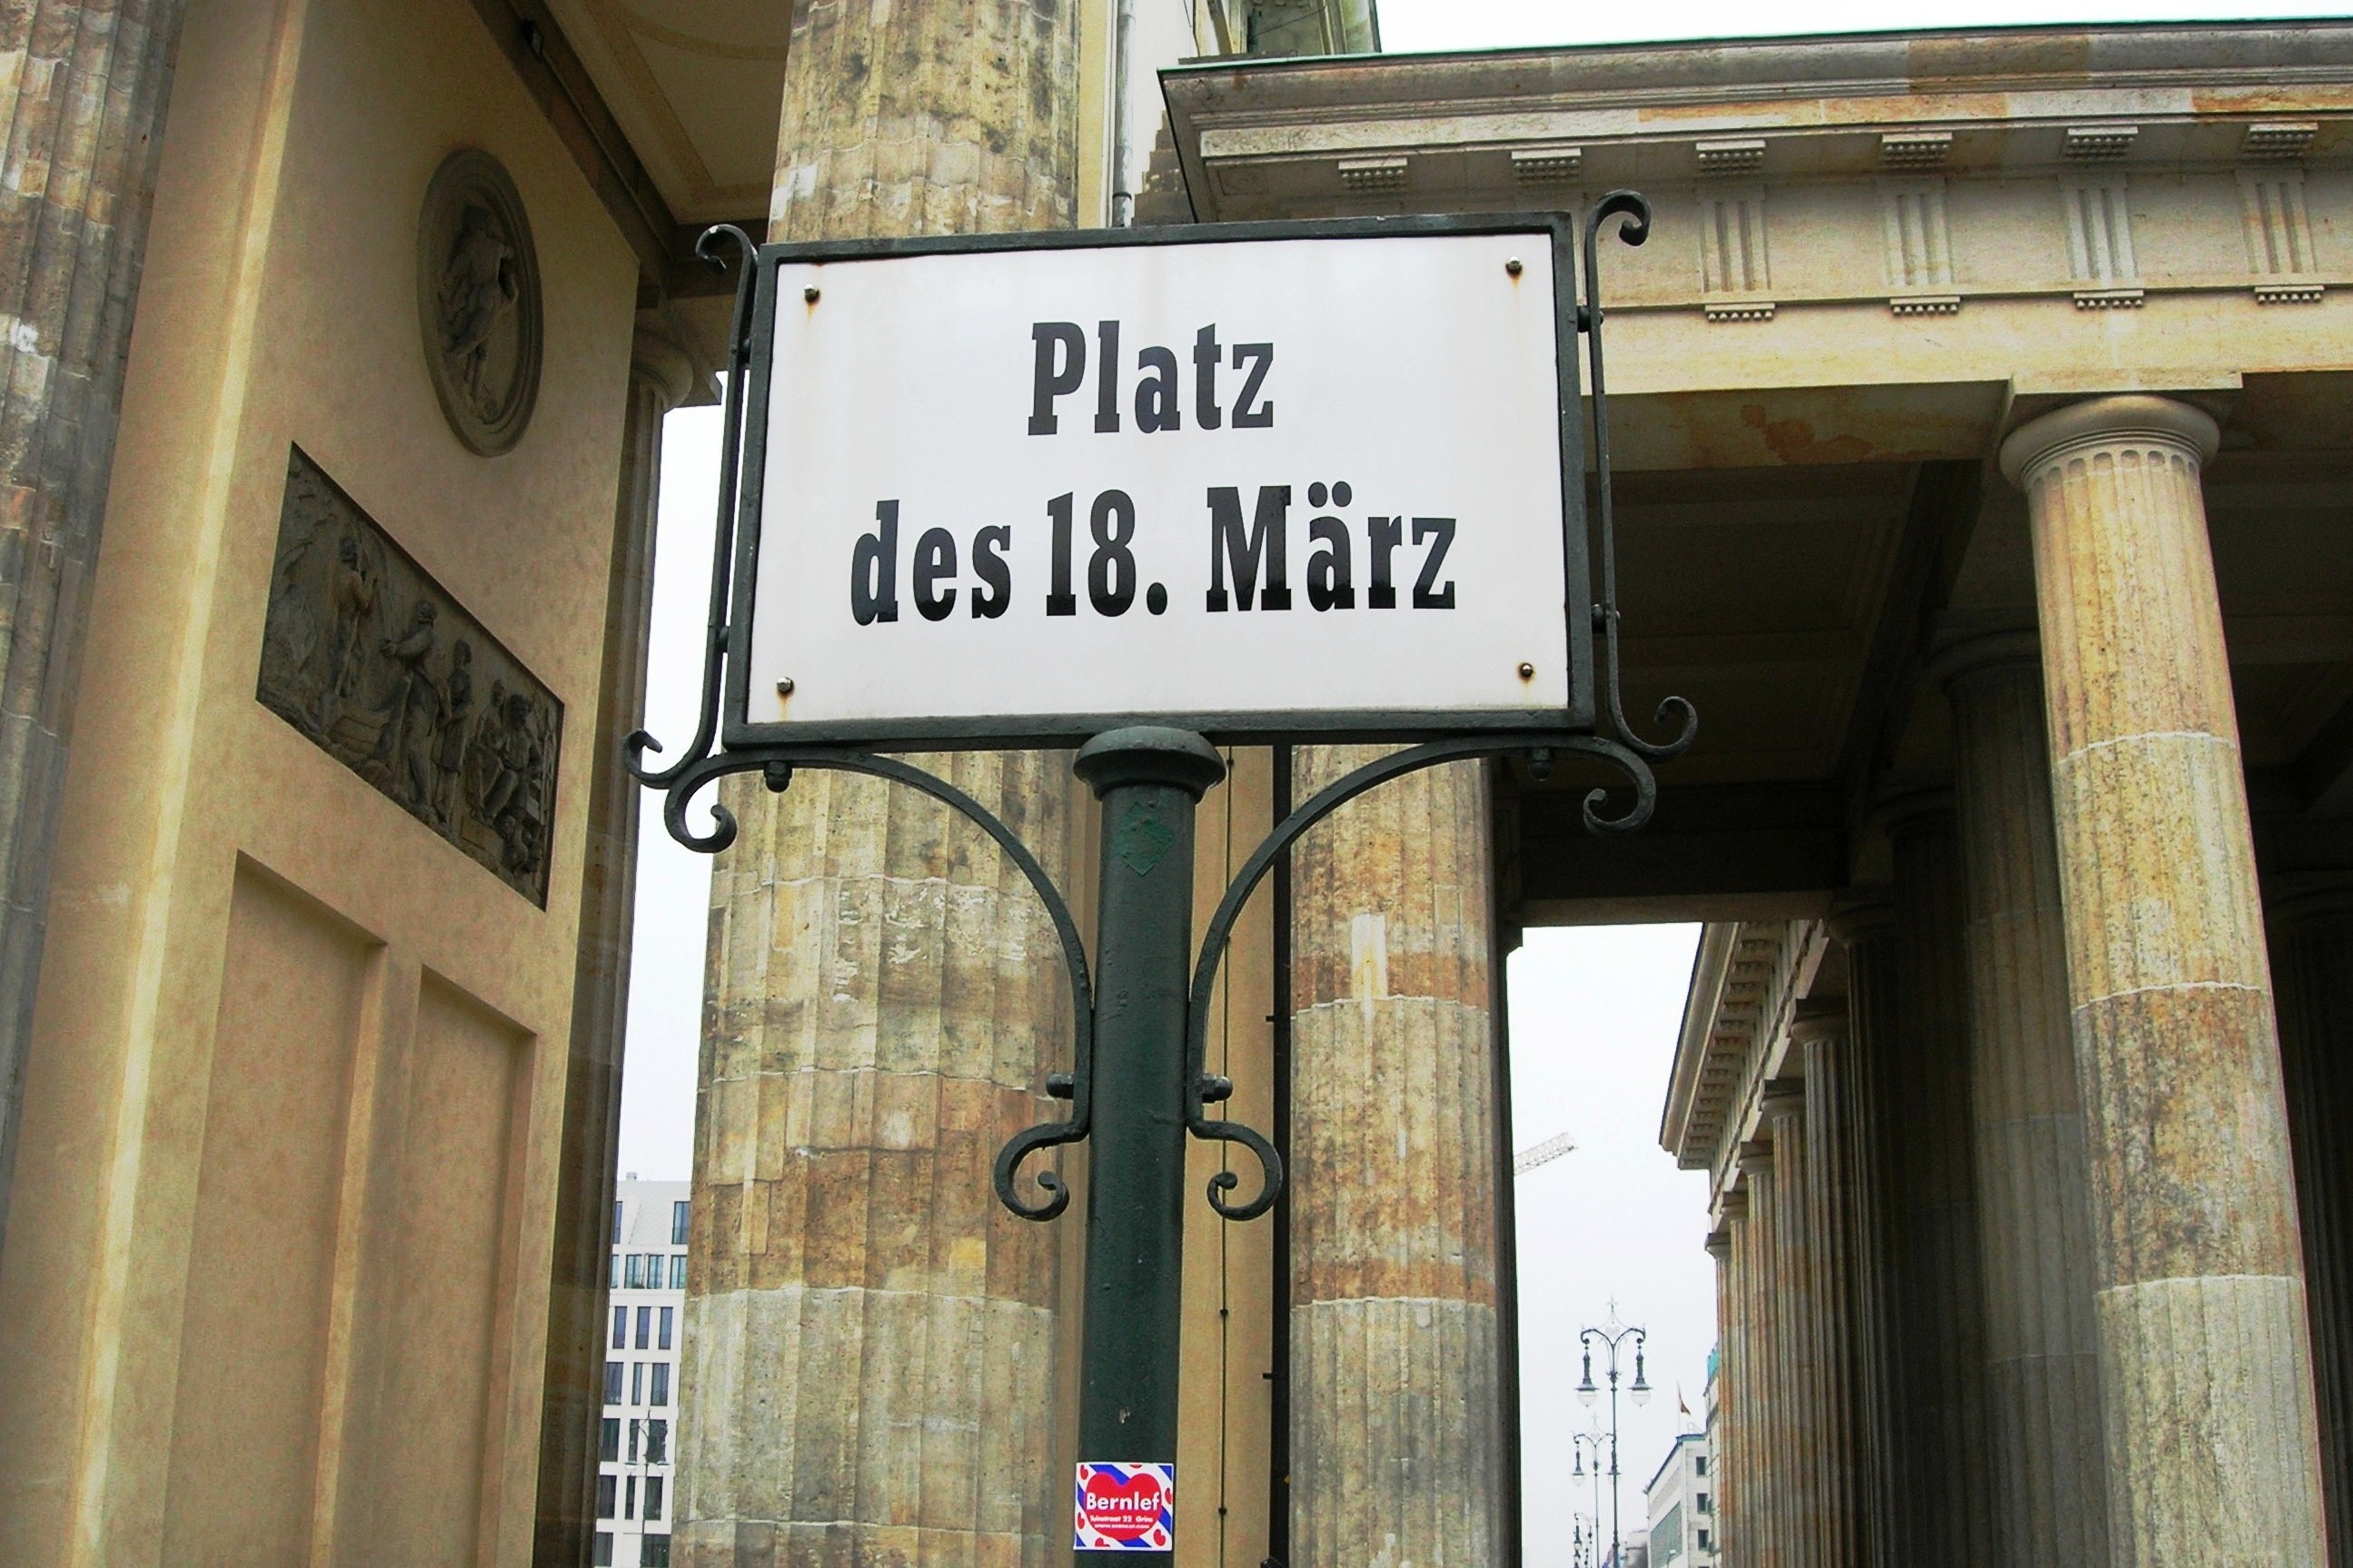 Platz
des 18. März
Bernlef